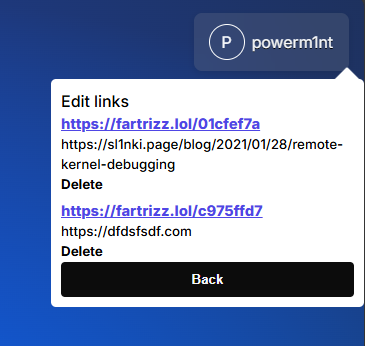 P powerm1nt
Edit links
https://fartrizz.lol/01cfef7a
https://sl1nki.page/blog/2021/01/28/remote-
kernel-debugging
Delete
https://fartrizz.lol/c975ffd7
https://dfdsfsdf.com
Delete
Back